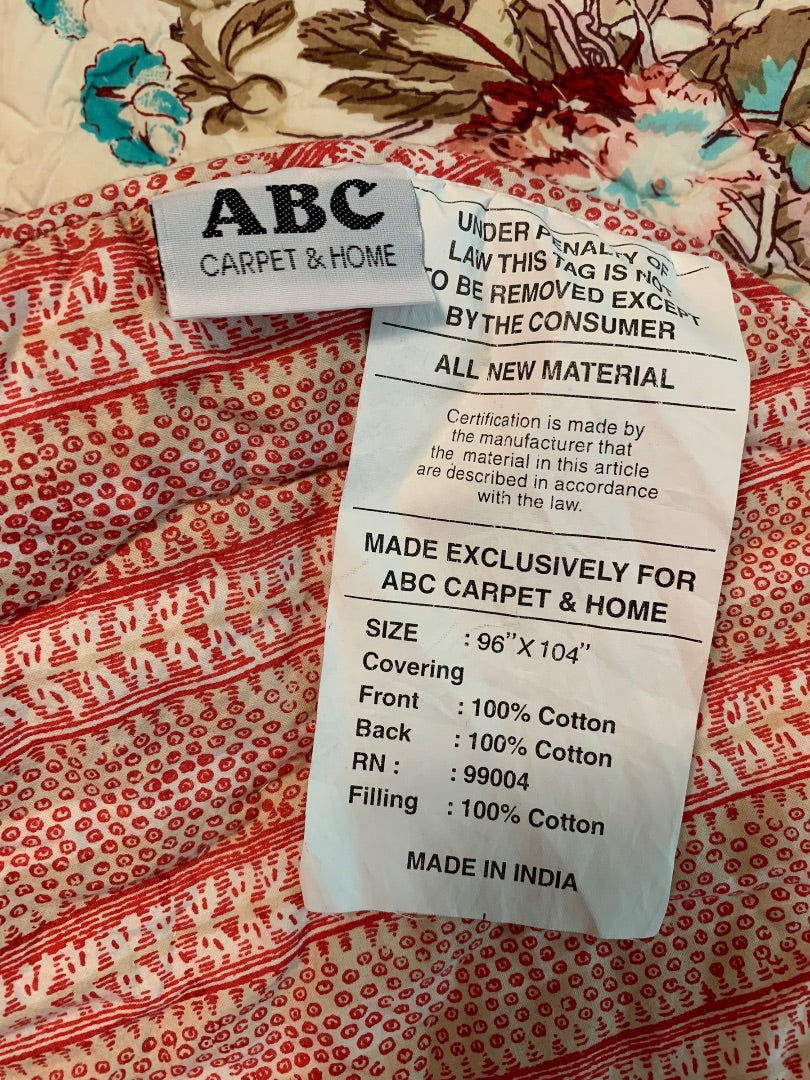 ABC
CARPET & HOME
UNDER PENALTY OF
LAW THIS TAG IS NOT
TO BE REMOVED EXCEPT
BY THE CONSUMER
ALL NEW MATERIAL
Certification is made by
the manufacturer that
the material in this article
are described in accordance
with the law.
MADE EXCLUSIVELY FOR
ABC CARPET & HOME
SIZE : 96”X 104”
Covering
Front : 100% Cotton
Back : 100% Cotton
RN : : 99004
Filling : 100% Cotton
MADE IN INDIA